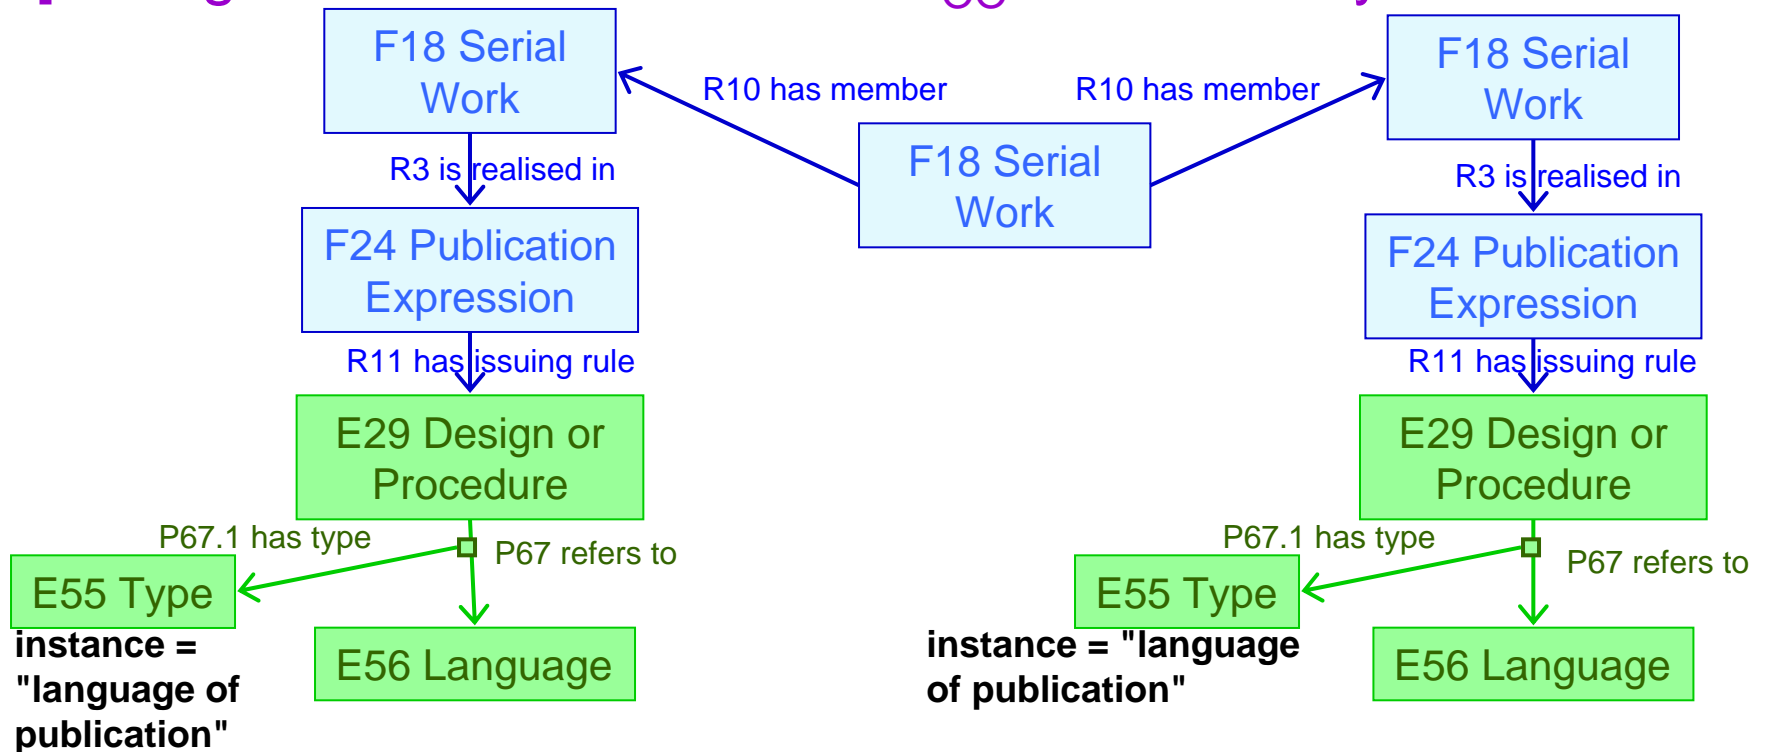 F18 Serial
Work
R10 has member
R10 has member
F18 Serial
Work
F18 Serial
Work
R3 is realised in
R3 is realised in
F24 Publication
Expression
F24 Publication
Expression
R11 has issuing rule
R11 has issuing rule
E29 Design or
Procedure
E29 Design or
Procedure
P67.1 has type
P67 refers to
P67.1 has type
P67 refers to
E55 Type
E55 Type
instance =
"language of
publication"
E56 Language
instance = "language
of publication"
E56 Language